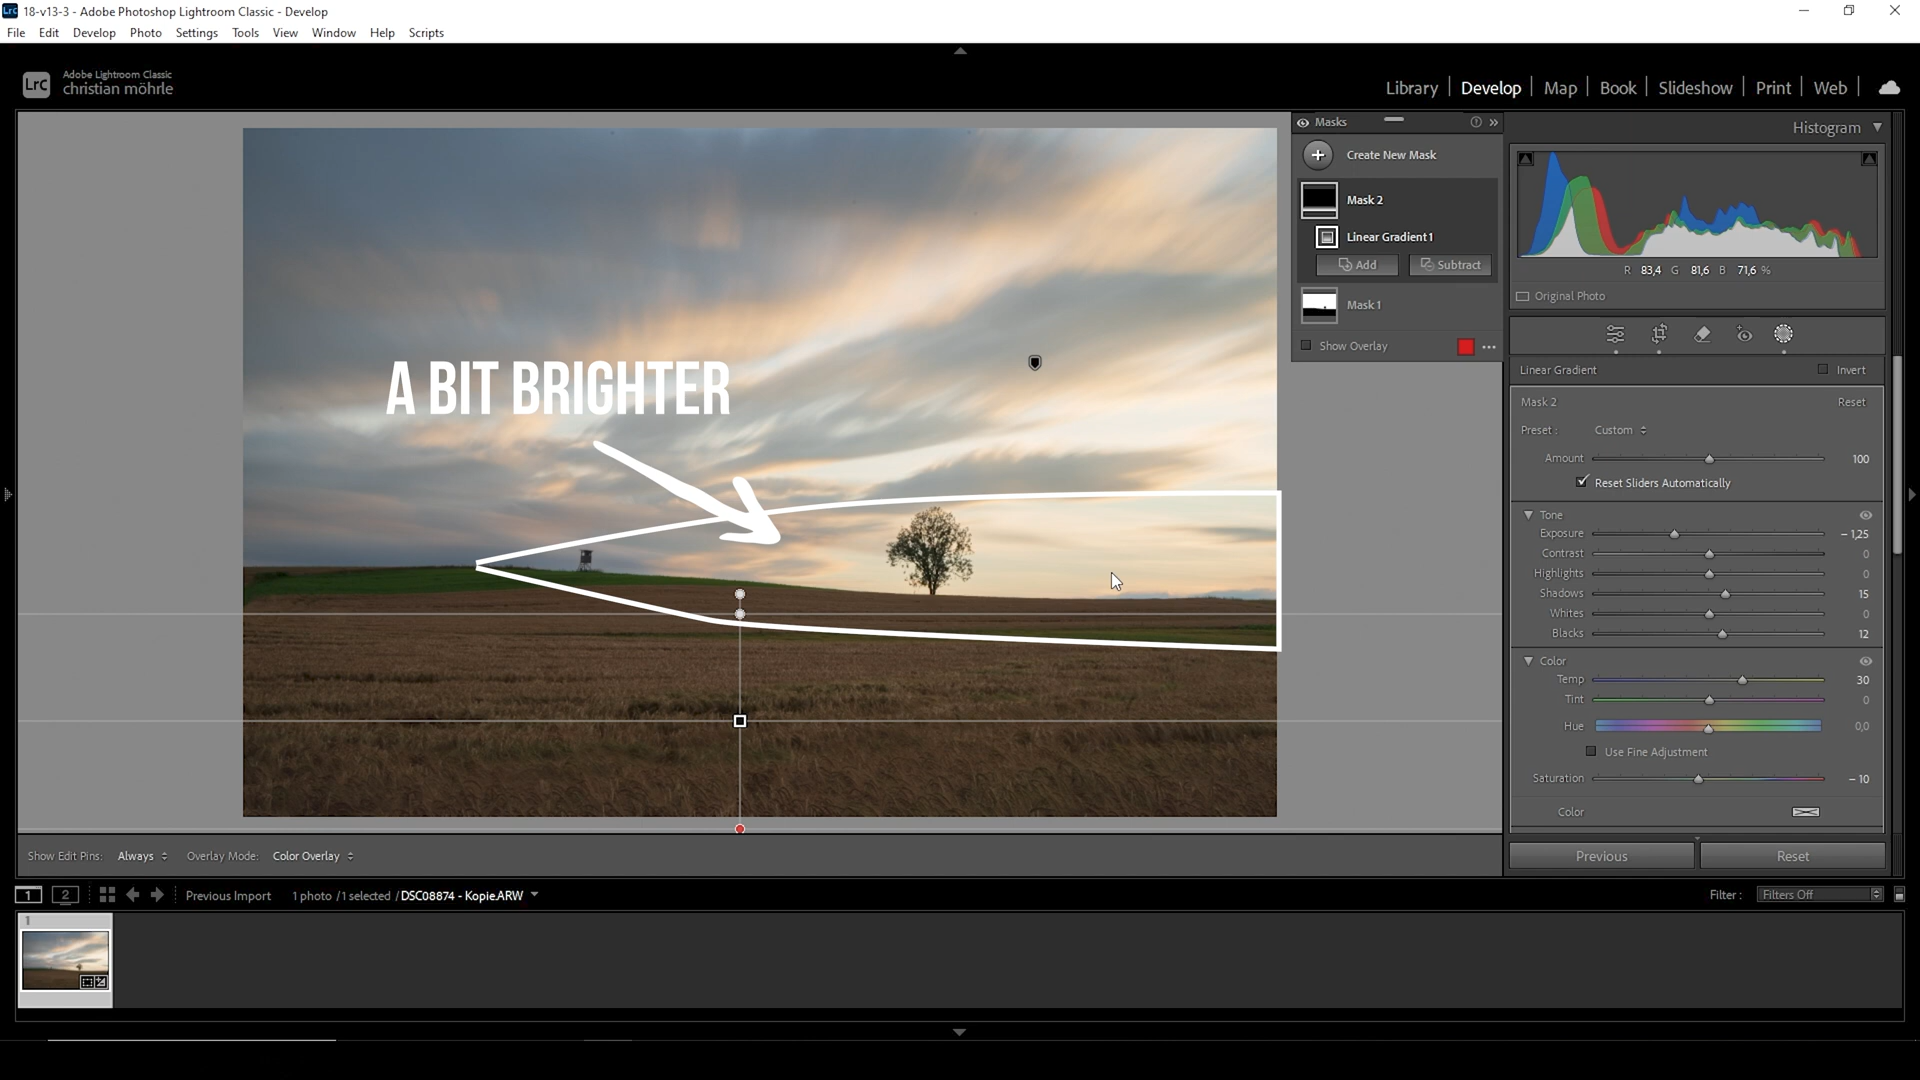 Lrc 18-v13-3 - Adobe Photoshop Lightroom Classic - Develop
File Edit Develop Photo Settings Tools View Window Help Scripts
LrC
Adobe Lightroom Classic
christian möhrle
Library Develop Map Book Slideshow Print Web
Masks
Create New Mask
Mask 2
Linear Gradient 1
Add Subtract
Mask 1
Show Overlay
A BIT BRIGHTER
Histogram
R 83,4 G 81,6 B 71,6 %
Original Photo
Linear Gradient Invert
Mask 2 Reset
Preset : Custom
Amount 100
Reset Sliders Automatically
Tone
Exposure – 1,25
Contrast 0
Highlights 0
Shadows 15
Whites 0
Blacks 12
Color
Temp 30
Tint 0
Hue 0,0
Use Fine Adjustment
Saturation – 10
Color
Previous Reset
Show Edit Pins: Always Overlay Mode: Color Overlay
1 2 Previous Import 1 photo /1 selected /DSC08874 - Kopie.ARW Filter : Filters Off
1